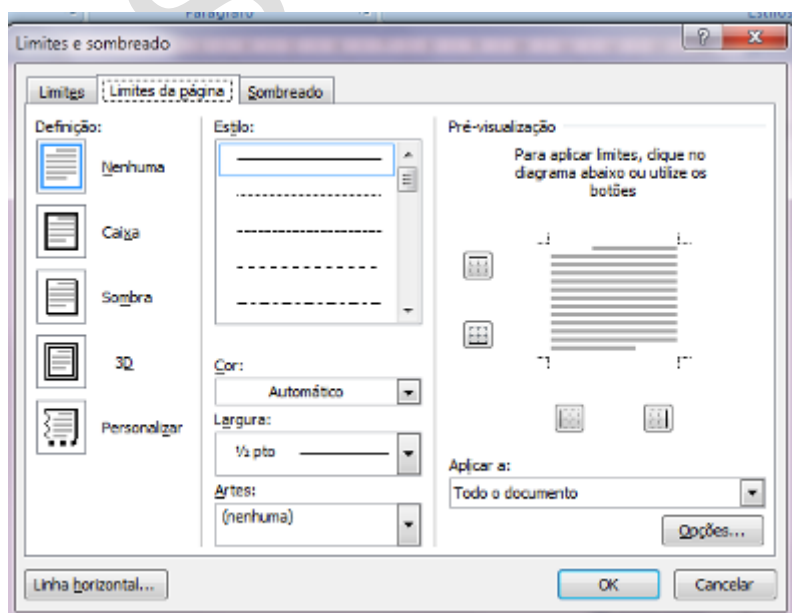 Parágrafo
Estilos
Limites e sombreado
Limites
Limites da página
Sombreado
Definição:
Nenhuma
Caixa
Sombra
3D
Personalizar
Estilo:
Cor:
Automático
Largura:
½ pto
Artes:
(nenhuma)
Pré-visualização
Para aplicar limites, clique no
diagrama abaixo ou utilize os
botões
Aplicar a:
Todo o documento
Opções...
Linha horizontal...
OK
Cancelar